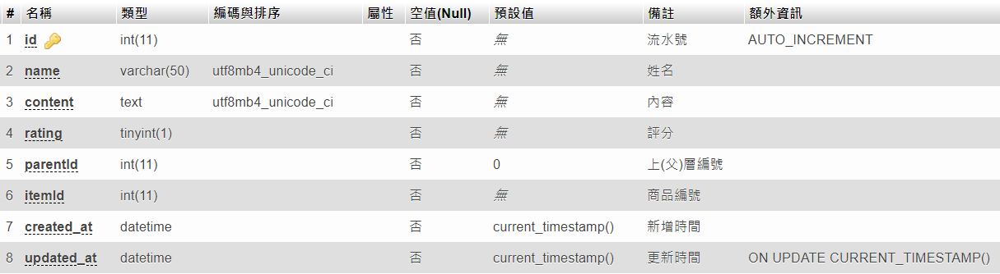 # 名稱 類型 編碼與排序 屬性 空值(Null) 預設值 備註 額外資訊
1 id int(11) 否 無 流水號 AUTO_INCREMENT
2 name varchar(50) utf8mb4_unicode_ci 否 無 姓名
3 content text utf8mb4_unicode_ci 否 無 內容
4 rating tinyint(1) 否 無 評分
5 parentId int(11) 否 0 上(父)層編號
6 itemId int(11) 否 無 商品編號
7 created_at datetime 否 current_timestamp() 新增時間
8 updated_at datetime 否 current_timestamp() 更新時間 ON UPDATE CURRENT_TIMESTAMP()